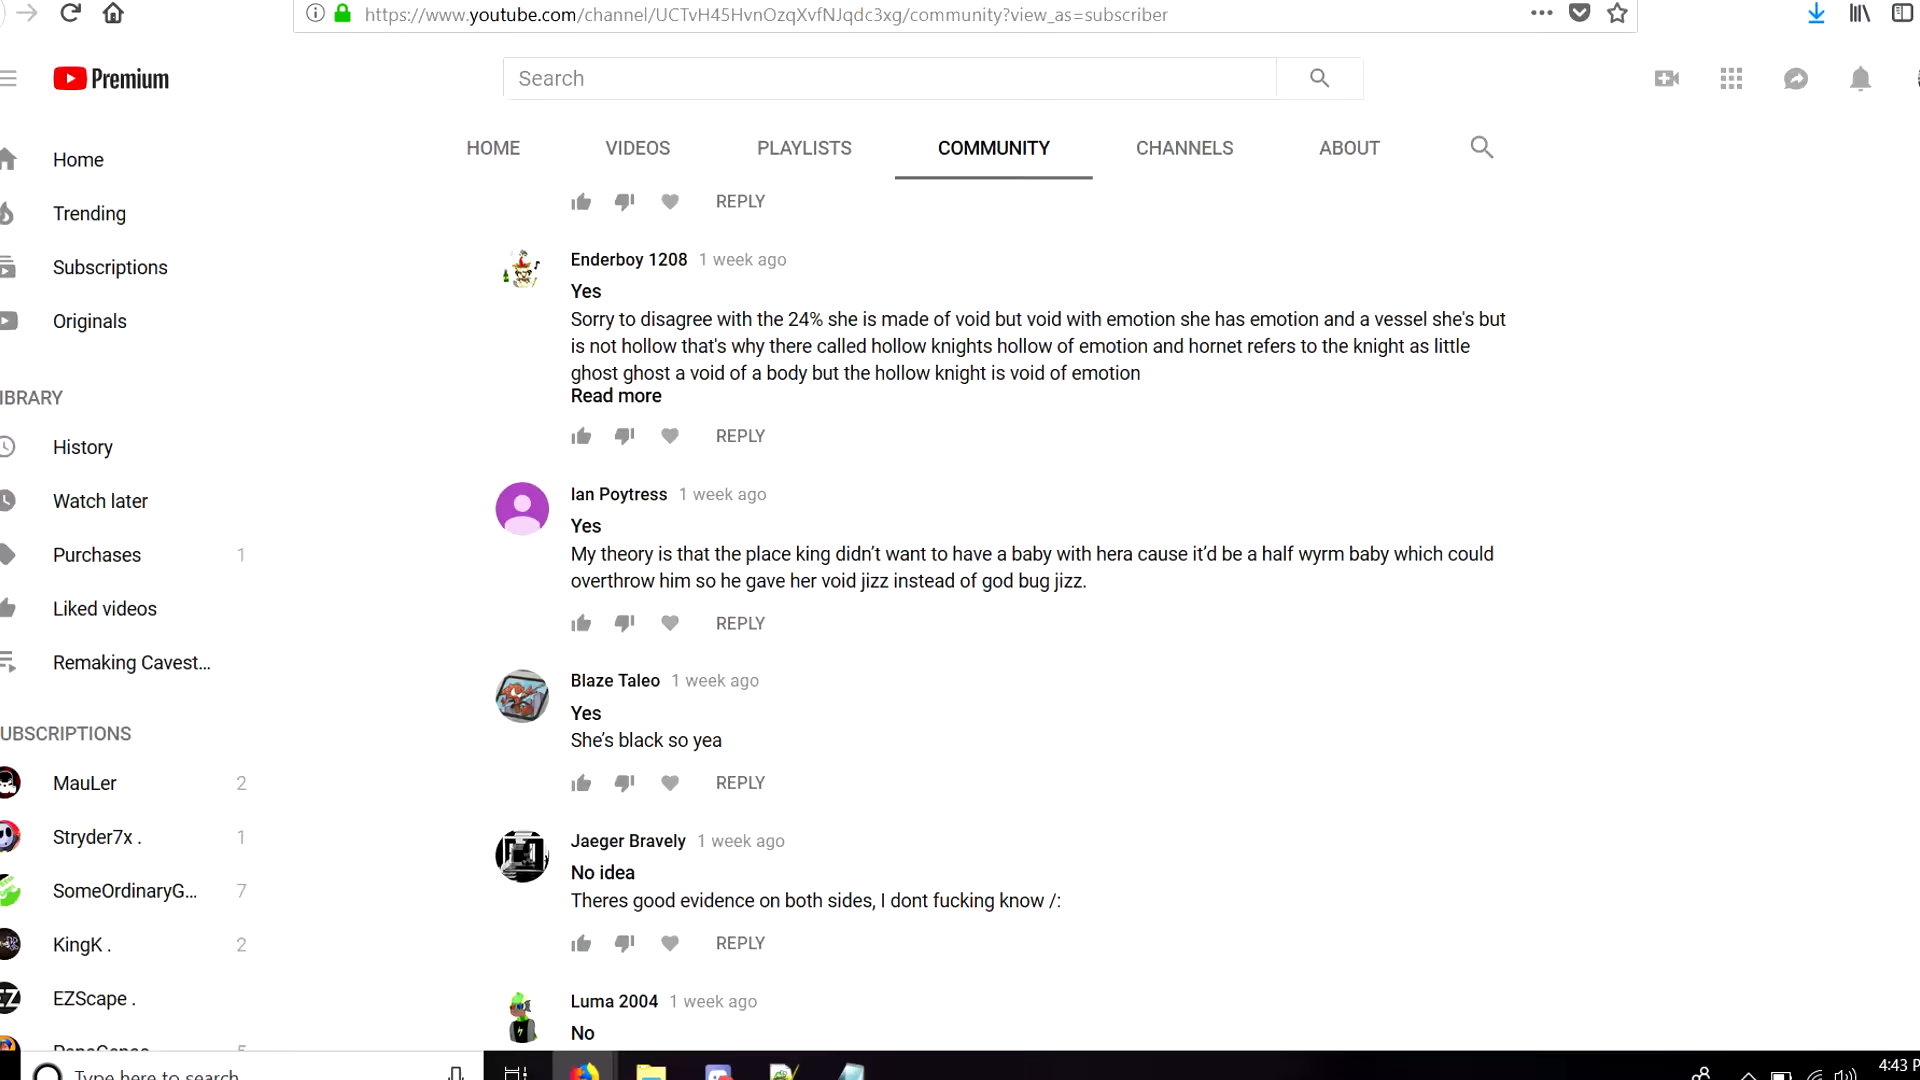 https://www.youtube.com/channel/UCTvH45HvnOzqXvfNJqdc3xg/community?view_as=subscriber
Premium
Search
HOME VIDEOS PLAYLISTS COMMUNITY CHANNELS ABOUT
Home
Trending
Subscriptions
Originals
IBRARY
History
Watch later
Purchases 1
Liked videos
Remaking Cavest...
UBSCRIPTIONS
MauLer 2
Stryder7x . 1
SomeOrdinaryG... 7
KingK . 2
EZScape .
REPLY
Enderboy 1208 1 week ago
Yes
Sorry to disagree with the 24% she is made of void but void with emotion she has emotion and a vessel she's but
is not hollow that's why there called hollow knights hollow of emotion and hornet refers to the knight as little
ghost ghost a void of a body but the hollow knight is void of emotion
Read more
REPLY
Ian Poytress 1 week ago
Yes
My theory is that the place king didn’t want to have a baby with hera cause it’d be a half wyrm baby which could
overthrow him so he gave her void jizz instead of god bug jizz.
REPLY
Blaze Taleo 1 week ago
Yes
She’s black so yea
REPLY
Jaeger Bravely 1 week ago
No idea
Theres good evidence on both sides, I dont fucking know /:
REPLY
Luma 2004 1 week ago
No
Type here to search
4:43 P